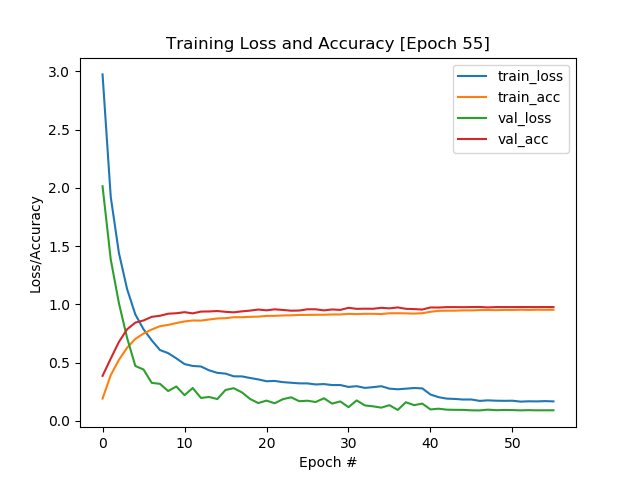 Training Loss and Accuracy [Epoch 55]
3.0
2.5
2.0
1.5
1.0
0.5
0.0
Loss/Accuracy
train_loss
train_acc
val_loss
val_acc
0 10 20 30 40 50
Epoch #